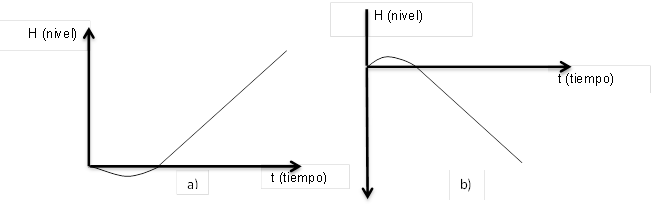 H (nivel)
t (tiempo)
a)
H (nivel)
t (tiempo)
b)